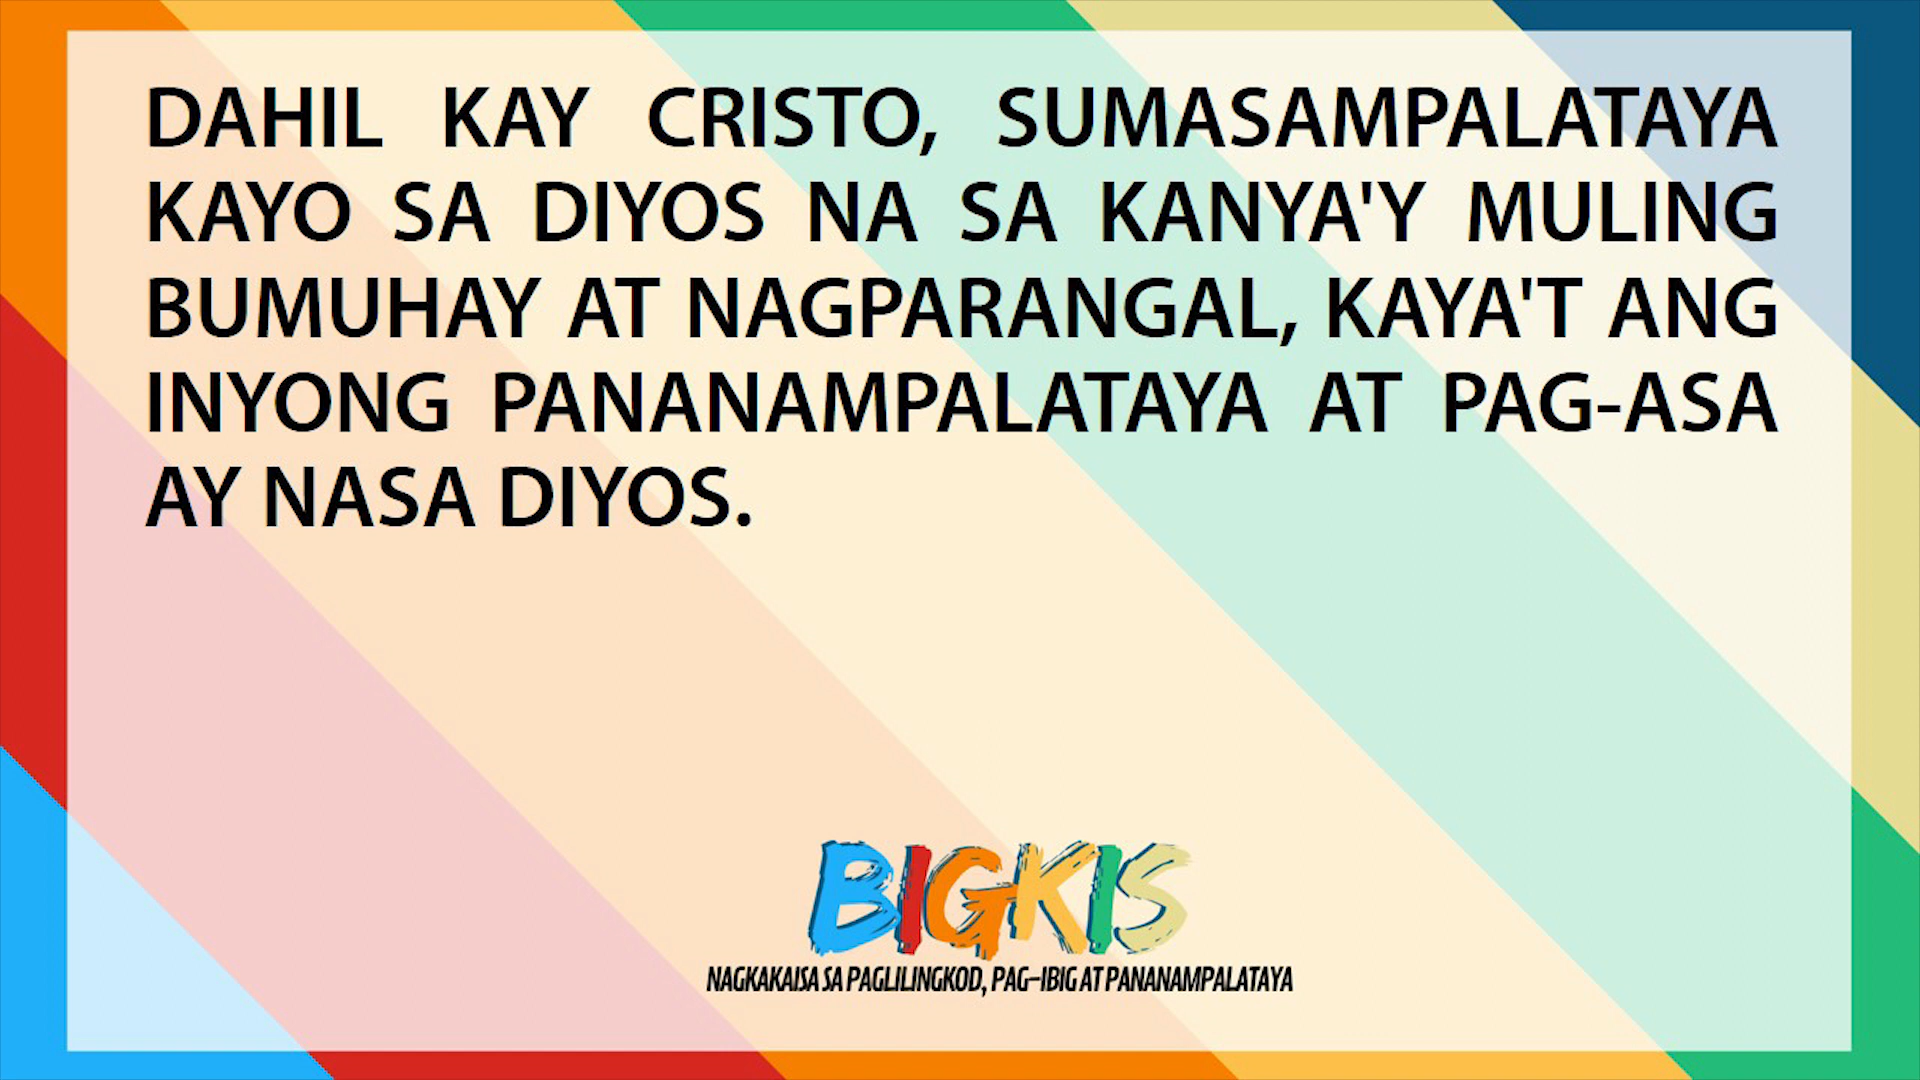 DAHIL KAY CRISTO, SUMASAMPALATAYA
KAYO SA DIYOS NA SA KANYA'Y MULING
BUMUHAY AT NAGPARANGAL, KAYA'T ANG
INYONG PANANAMPALATAYA AT PAG-ASA
AY NASA DIYOS.
BIGKIS
NAGKAKAISA SA PAGLILINGKOD, PAG-IBIG AT PANANAMPALATAYA